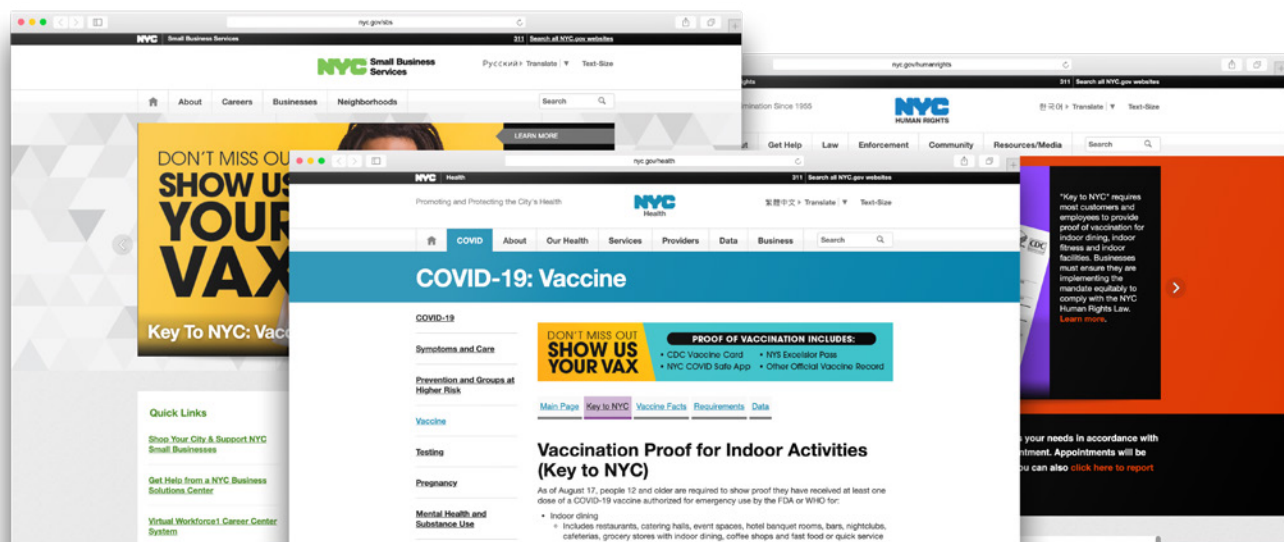 nyc.gov/sbs
NYC Small Business Services 311 Search all NYC.gov websites
NYC Small Business
Services
Русский Translate ▼ Text-Size
About Careers Businesses Neighborhoods Search
LEARN MORE
DON'T MISS OU
SHOW US
YOUR
VAX
Key To NYC: Vacc
Quick Links
Shop Your City & Support NYC
Small Businesses
Get Help from a NYC Business
Solutions Center
Virtual Workforce1 Career Center
System
nyc.gov/health
NYC Health 311 Search all NYC.gov websites
Promoting and Protecting the City's Health
NYC
Health
繁體中文 Translate ▼ Text-Size
COVID About Our Health Services Providers Data Business Search
COVID-19: Vaccine
COVID-19
Symptoms and Care
Prevention and Groups at
Higher Risk
Vaccine
Testing
Pregnancy
Mental Health and
Substance Use
DON'T MISS OUT
SHOW US
YOUR VAX
PROOF OF VACCINATION INCLUDES:
• CDC Vaccine Card • NYS Excelsior Pass
• NYC COVID Safe App • Other Official Vaccine Record
Main Page Key to NYC Vaccine Facts Requirements Data
Vaccination Proof for Indoor Activities
(Key to NYC)
As of August 17, people 12 and older are required to show proof they have received at least one
dose of a COVID-19 vaccine authorized for emergency use by the FDA or WHO for:
• Indoor dining
Includes restaurants, catering halls, event spaces, hotel banquet rooms, bars, nightclubs,
cafeterias, grocery stores with indoor dining, coffee shops and fast food or quick service
nyc.gov/humanrights
ghts 311 Search all NYC.gov websites
mination Since 1955
NYC
HUMAN RIGHTS
한국어 Translate ▼ Text-Size
ut Get Help Law Enforcement Community Resources/Media Search
CDC
"Key to NYC" requires
most customers and
employees to provide
proof of vaccination for
indoor dining, indoor
fitness and indoor
facilities. Businesses
must ensure they are
implementing the
mandate equitably to
comply with the NYC
Human Rights Law.
Learn more.
s your needs in accordance with
ntment. Appointments will be
ou can also click here to report